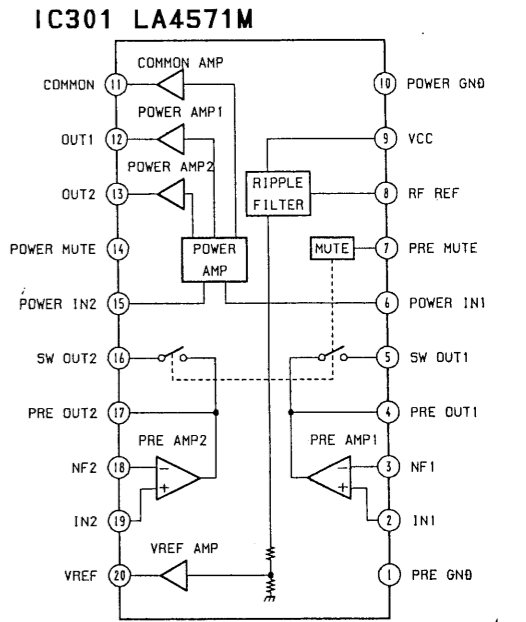 IC301 LA4571M
COMMON 11 COMMON AMP 10 POWER GND
POWER AMP1
OUT1 12 9 VCC
POWER AMP2
OUT2 13 RIPPLE FILTER 8 RF REF
POWER MUTE 14 POWER AMP MUTE 7 PRE MUTE
POWER IN2 15 6 POWER IN1
SW OUT2 16 5 SW OUT1
PRE OUT2 17 4 PRE OUT1
PRE AMP2 PRE AMP1
NF2 18 − − 3 NF1
IN2 19 + + 2 IN1
VREF AMP
VREF 20 1 PRE GND